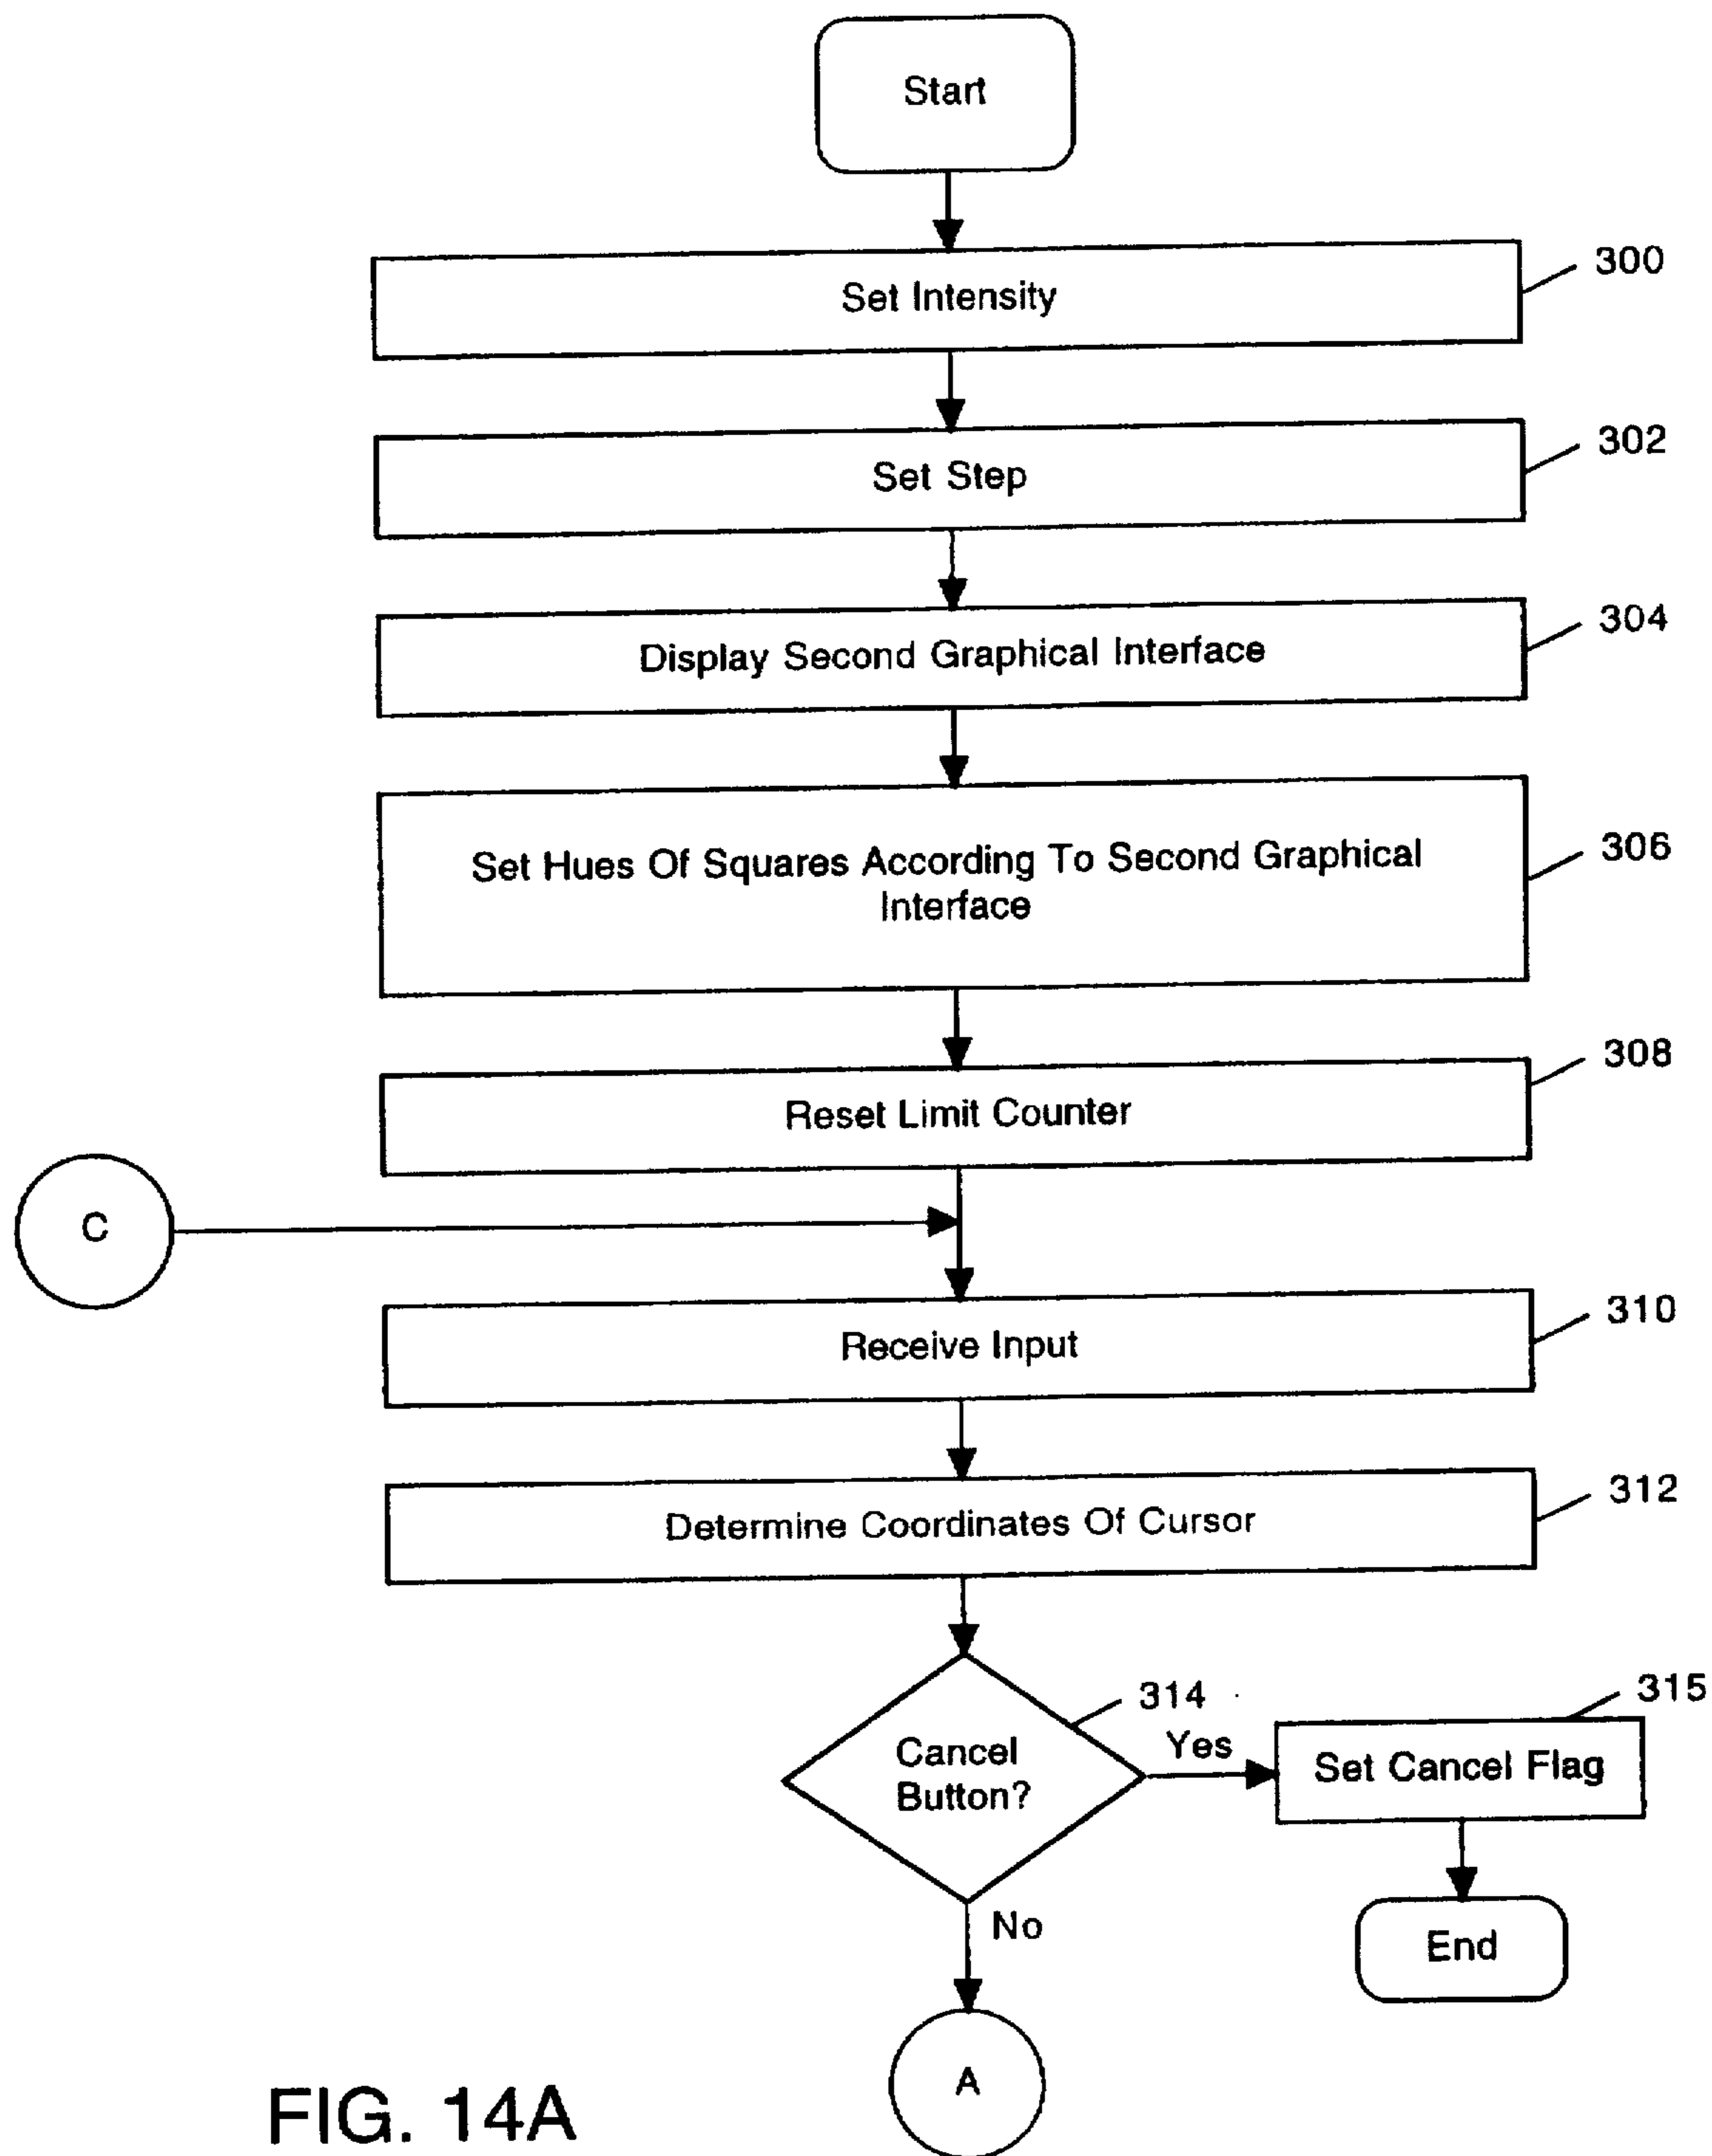 Start
300
Set Intensity
302
Set Step
304
Display Second Graphical Interface
306
Set Hues Of Squares According To Second Graphical
Interface
308
Reset Limit Counter
C
310
Receive Input
312
Determine Coordinates Of Cursor
314
315
Cancel
Button?
Yes
Set Cancel Flag
No
End
A
FIG. 14A